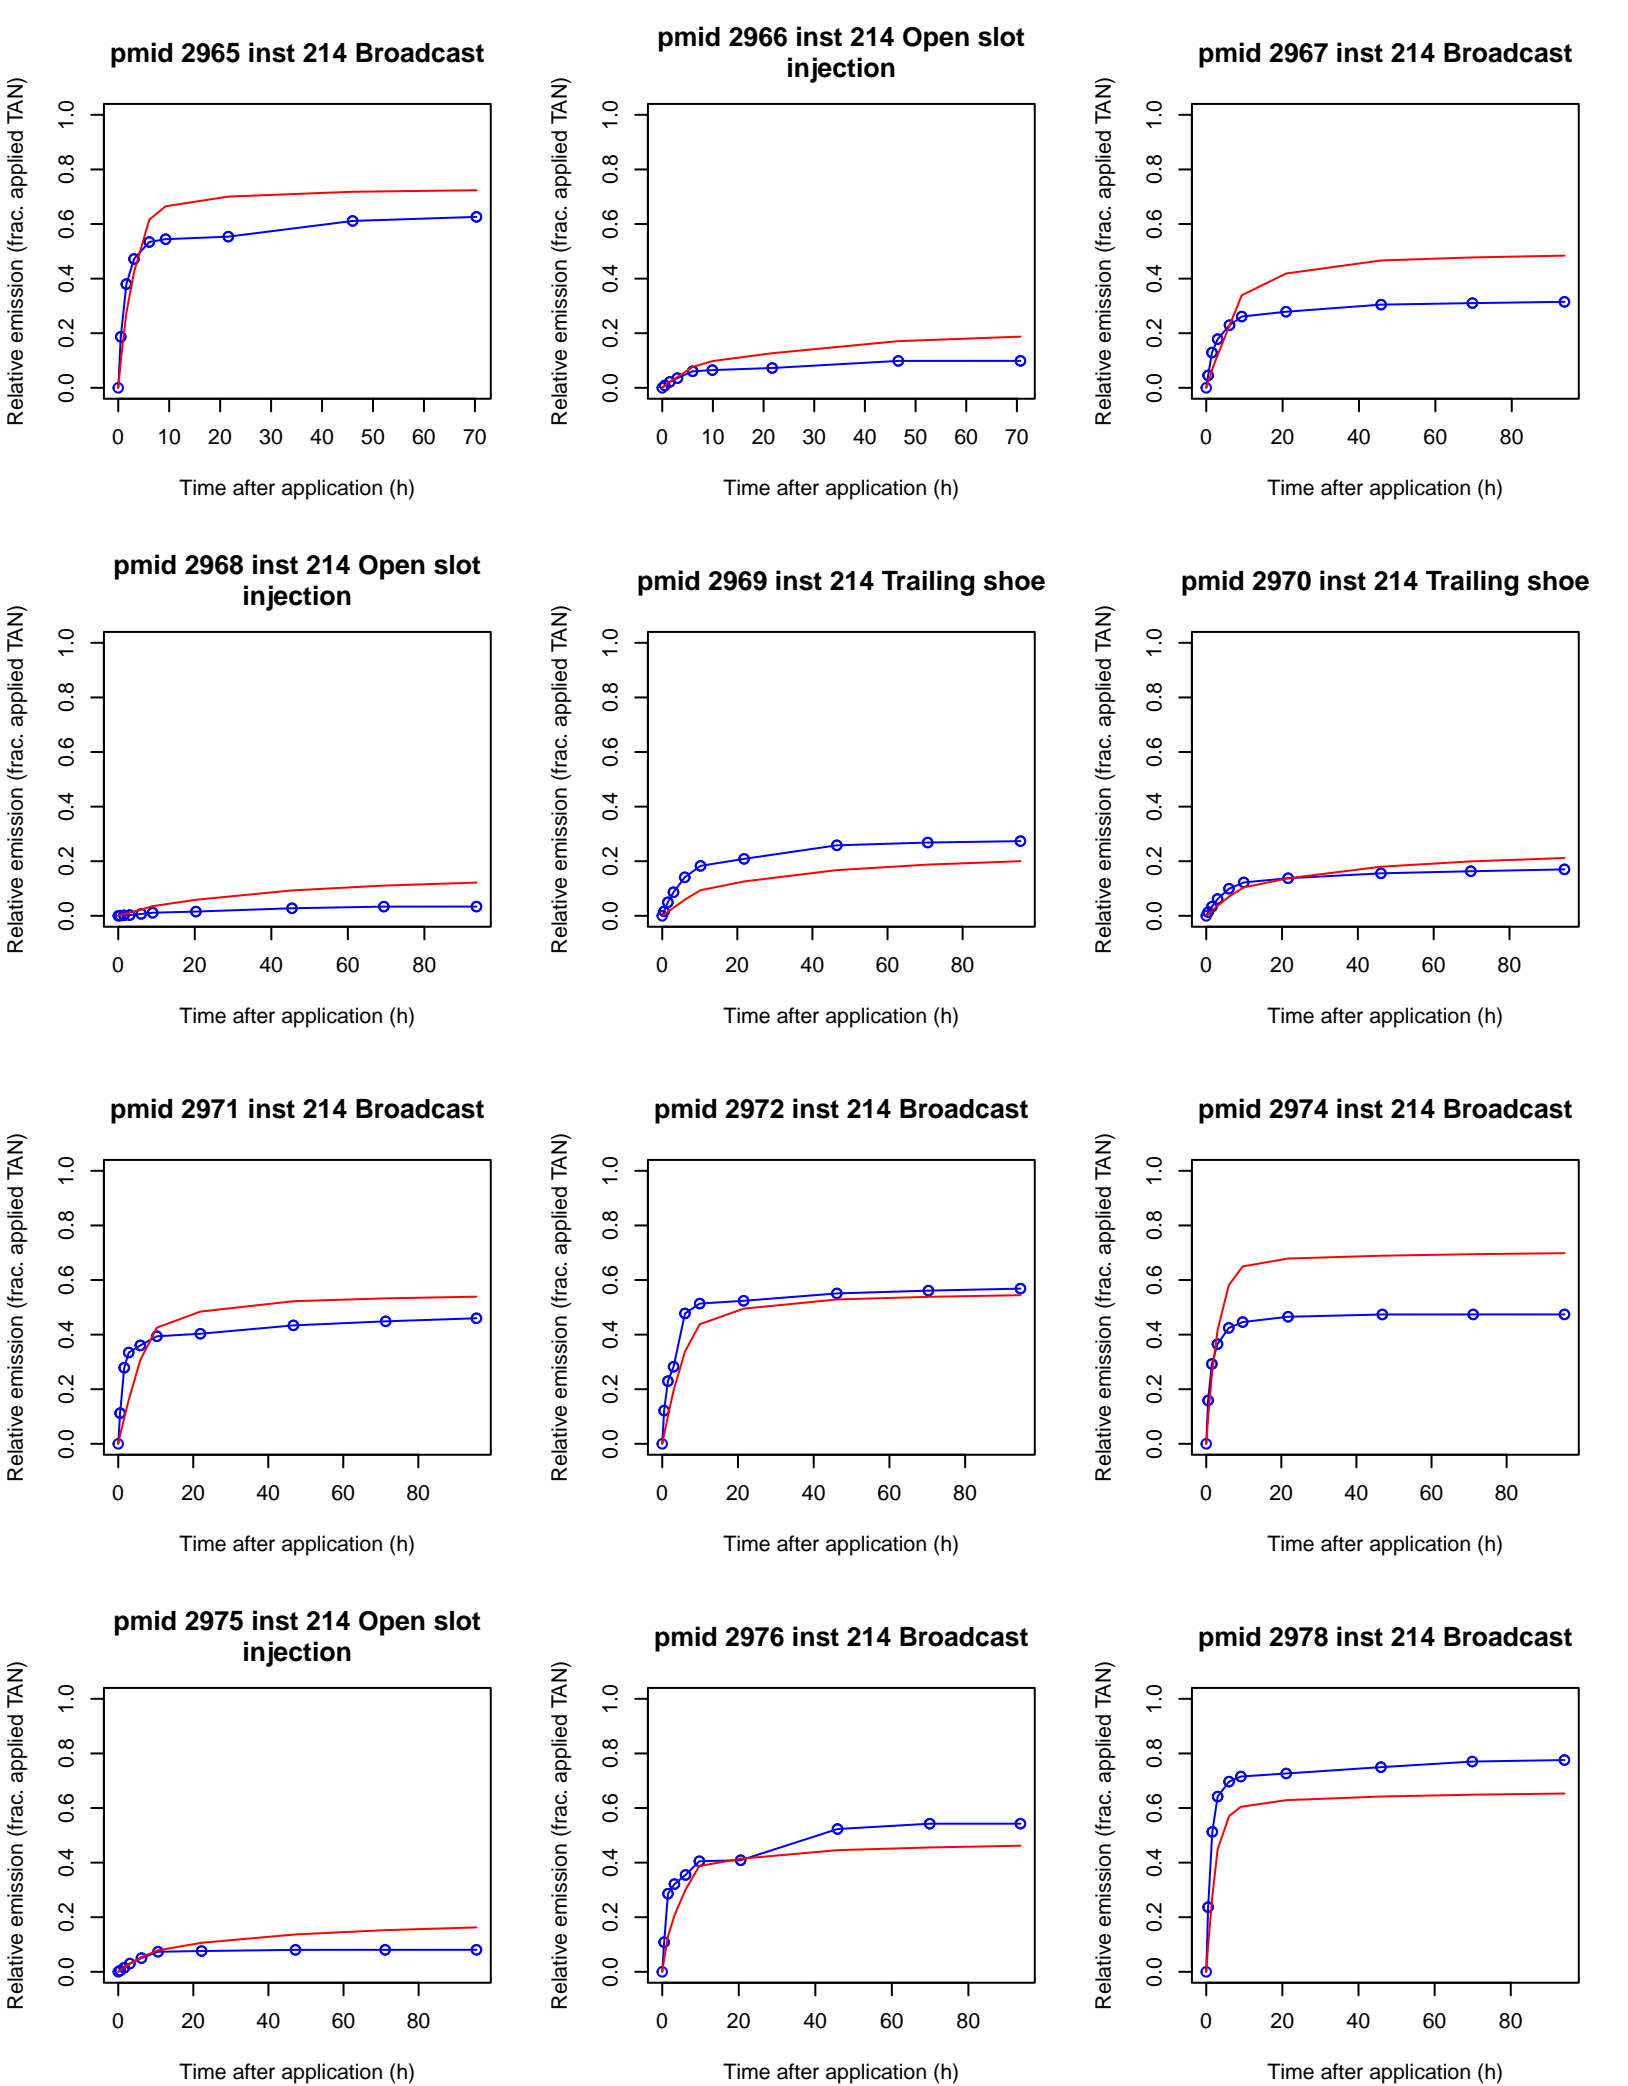 pmid 2965 inst 214 Broadcast
Relative emission (frac. applied TAN)
0.0 0.2 0.4 0.6 0.8 1.0
0 10 20 30 40 50 60 70
Time after application (h)
pmid 2966 inst 214 Open slot
injection
Relative emission (frac. applied TAN)
0.0 0.2 0.4 0.6 0.8 1.0
0 10 20 30 40 50 60 70
Time after application (h)
pmid 2967 inst 214 Broadcast
Relative emission (frac. applied TAN)
0.0 0.2 0.4 0.6 0.8 1.0
0 20 40 60 80
Time after application (h)
pmid 2968 inst 214 Open slot
injection
Relative emission (frac. applied TAN)
0.0 0.2 0.4 0.6 0.8 1.0
0 20 40 60 80
Time after application (h)
pmid 2969 inst 214 Trailing shoe
Relative emission (frac. applied TAN)
0.0 0.2 0.4 0.6 0.8 1.0
0 20 40 60 80
Time after application (h)
pmid 2970 inst 214 Trailing shoe
Relative emission (frac. applied TAN)
0.0 0.2 0.4 0.6 0.8 1.0
0 20 40 60 80
Time after application (h)
pmid 2971 inst 214 Broadcast
Relative emission (frac. applied TAN)
0.0 0.2 0.4 0.6 0.8 1.0
0 20 40 60 80
Time after application (h)
pmid 2972 inst 214 Broadcast
Relative emission (frac. applied TAN)
0.0 0.2 0.4 0.6 0.8 1.0
0 20 40 60 80
Time after application (h)
pmid 2974 inst 214 Broadcast
Relative emission (frac. applied TAN)
0.0 0.2 0.4 0.6 0.8 1.0
0 20 40 60 80
Time after application (h)
pmid 2975 inst 214 Open slot
injection
Relative emission (frac. applied TAN)
0.0 0.2 0.4 0.6 0.8 1.0
0 20 40 60 80
Time after application (h)
pmid 2976 inst 214 Broadcast
Relative emission (frac. applied TAN)
0.0 0.2 0.4 0.6 0.8 1.0
0 20 40 60 80
Time after application (h)
pmid 2978 inst 214 Broadcast
Relative emission (frac. applied TAN)
0.0 0.2 0.4 0.6 0.8 1.0
0 20 40 60 80
Time after application (h)